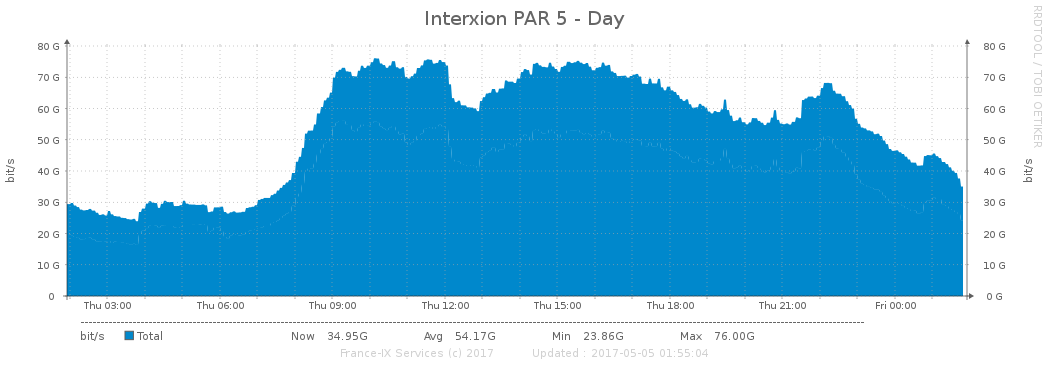 Interxion PAR 5 - Day
RRDTOOL / TOBI OETIKER
bit/s
80 G
70 G
60 G
50 G
40 G
30 G
20 G
10 G
0
80 G
70 G
60 G
50 G
40 G
30 G
20 G
10 G
0 G
bit/s
Thu 03:00 Thu 06:00 Thu 09:00 Thu 12:00 Thu 15:00 Thu 18:00 Thu 21:00 Fri 00:00
bit/s Total Now 34.95G Avg 54.17G Min 23.86G Max 76.00G
France-IX Services (c) 2017 Updated : 2017-05-05 01:55:04